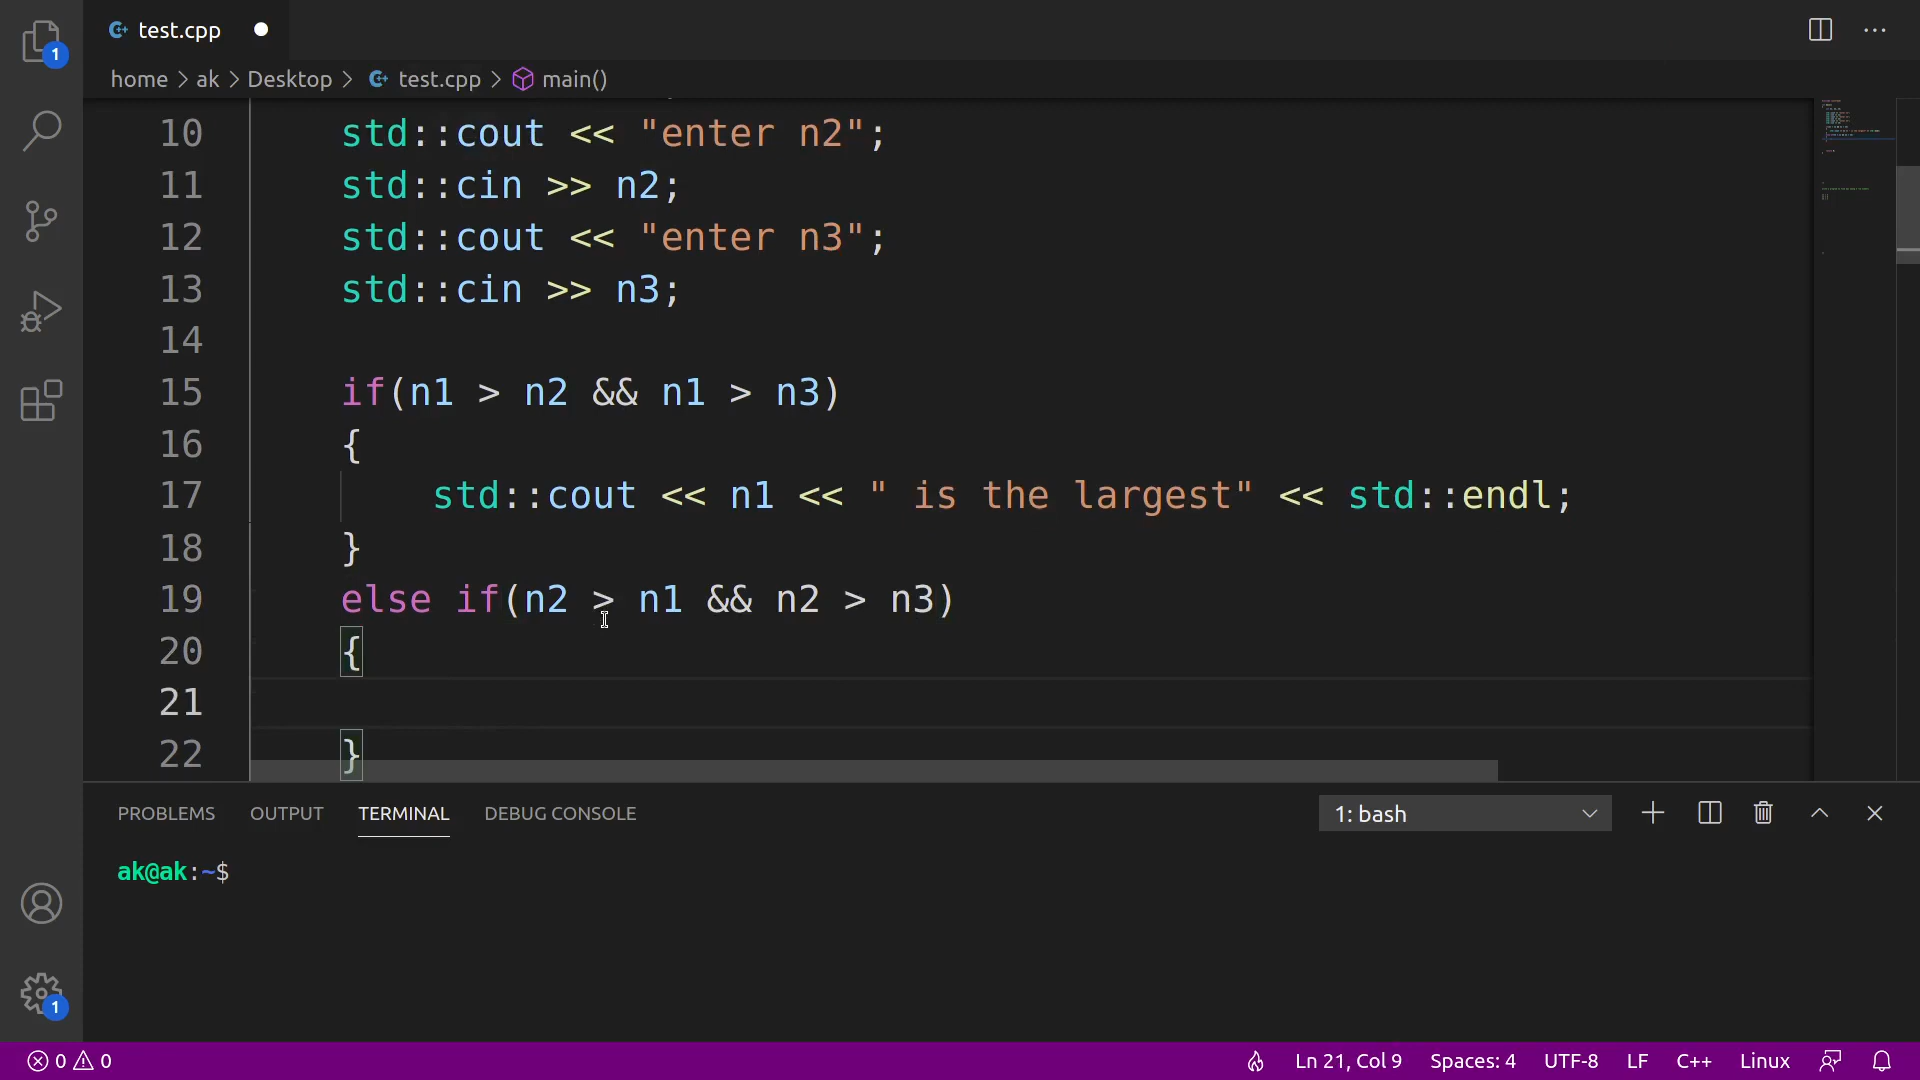 1
test.cpp
home > ak > Desktop > test.cpp > main()
10 std::cout << "enter n2";
11 std::cin >> n2;
12 std::cout << "enter n3";
13 std::cin >> n3;
14
15 if(n1 > n2 && n1 > n3)
16 {
17 std::cout << n1 << " is the largest" << std::endl;
18 }
19 else if(n2 > n1 && n2 > n3)
20 {
21
22 }
PROBLEMS OUTPUT TERMINAL DEBUG CONSOLE 1: bash
ak@ak:~$
1
0 0 Ln 21, Col 9 Spaces: 4 UTF-8 LF C++ Linux